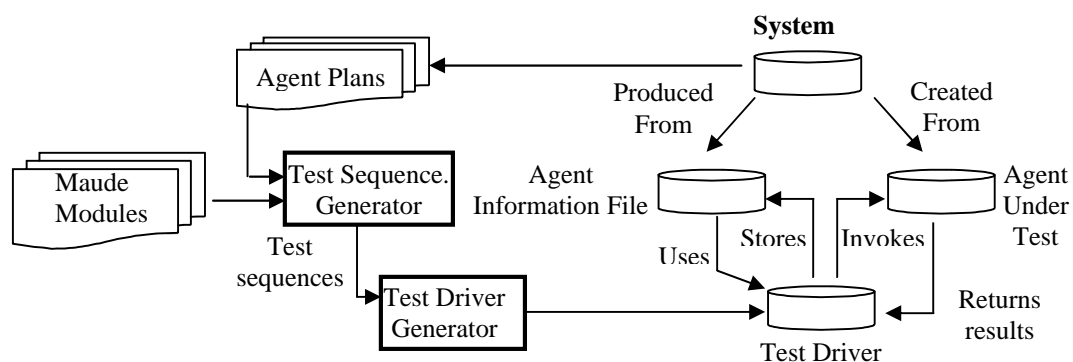 System
Agent Plans
Produced
From
Created
From
Maude
Modules
Test Sequence.
Generator
Agent
Information File
Agent
Under
Test
Test
sequences
Uses
Stores
Invokes
Test Driver
Generator
Returns
results
Test Driver